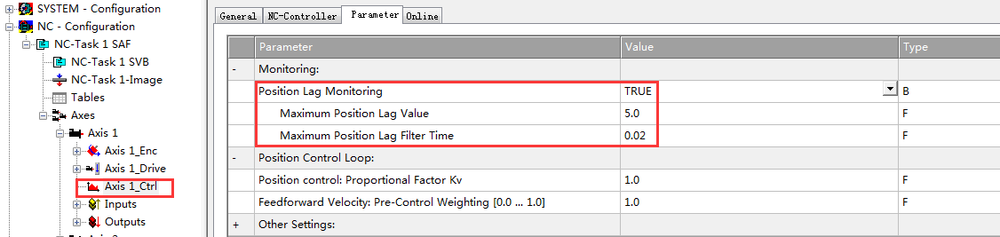 SYSTEM - Configuration
NC - Configuration
NC-Task 1 SAF
NC-Task 1 SVB
NC-Task 1-Image
Tables
Axes
Axis 1
Axis 1_Enc
Axis 1_Drive
Axis 1_Ctrl
Inputs
Outputs
General NC-Controller Parameter Online
Parameter Value Type
- Monitoring:
Position Lag Monitoring TRUE B
Maximum Position Lag Value 5.0 F
Maximum Position Lag Filter Time 0.02 F
- Position Control Loop:
Position control: Proportional Factor Kv 1.0 F
Feedforward Velocity: Pre-Control Weighting [0.0 ... 1.0] 1.0 F
+ Other Settings: